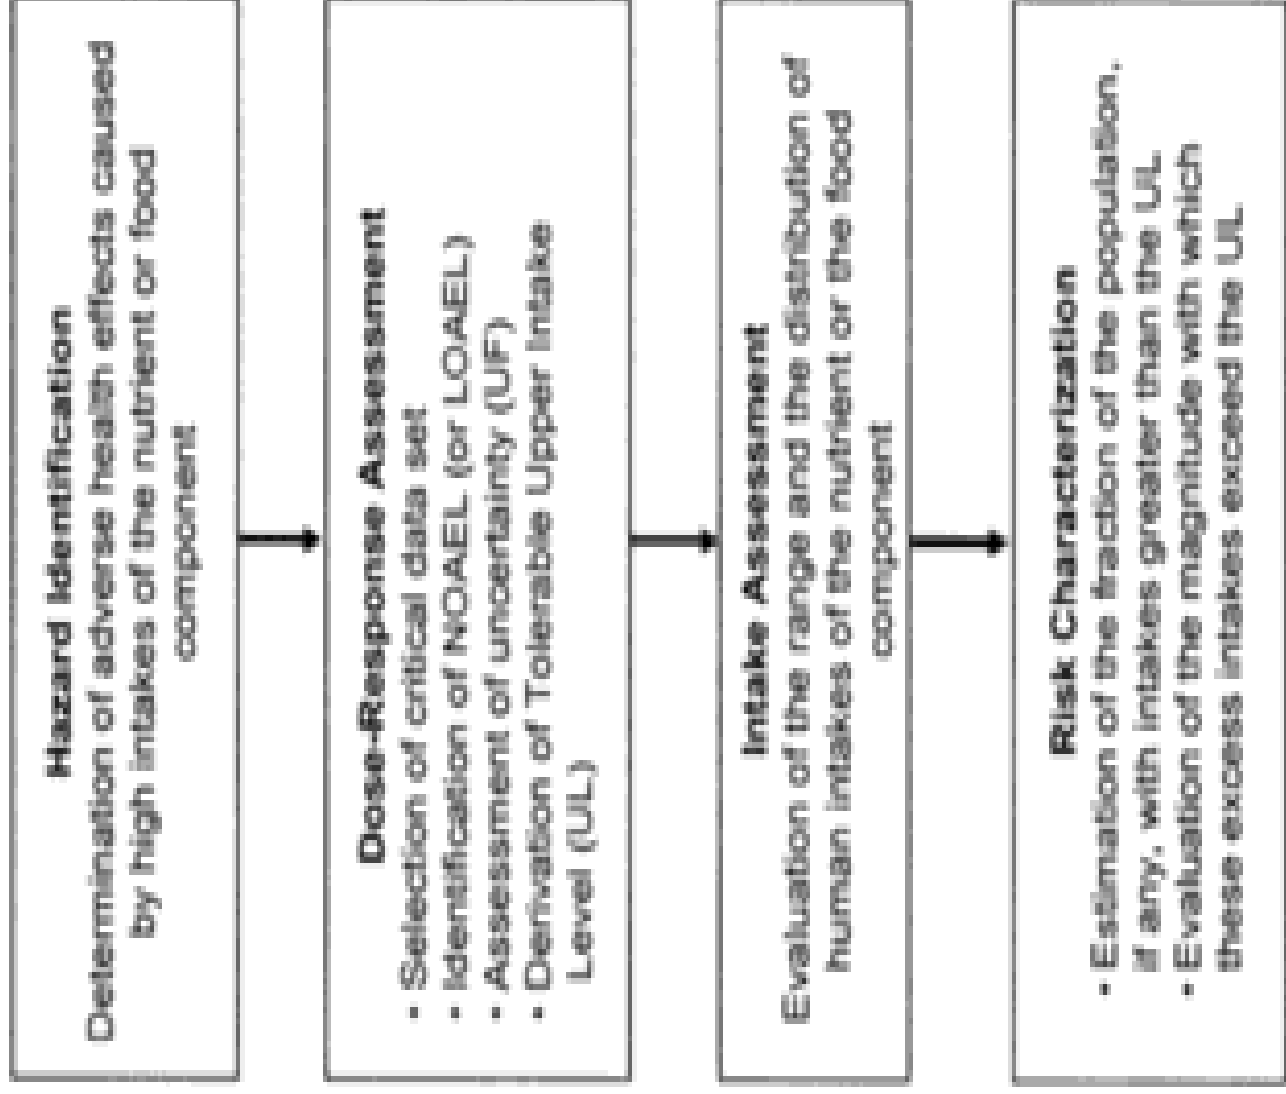 Hazard Identification
Determination of adverse health effects caused
by high intakes of the nutrient or food
component
Dose-Response Assessment
• Selection of critical data set
• Identification of NOAEL (or LOAEL)
• Assessment of uncertainty (UF)
• Derivation of Tolerable Upper Intake
Level (UL)
Intake Assessment
Evaluation of the range and the distribution of
human intakes of the nutrient or the food
component
Risk Characterization
• Estimation of the fraction of the population,
if any, with intakes greater than the UL
• Evaluation of the magnitude with which
these excess intakes exceed the UL